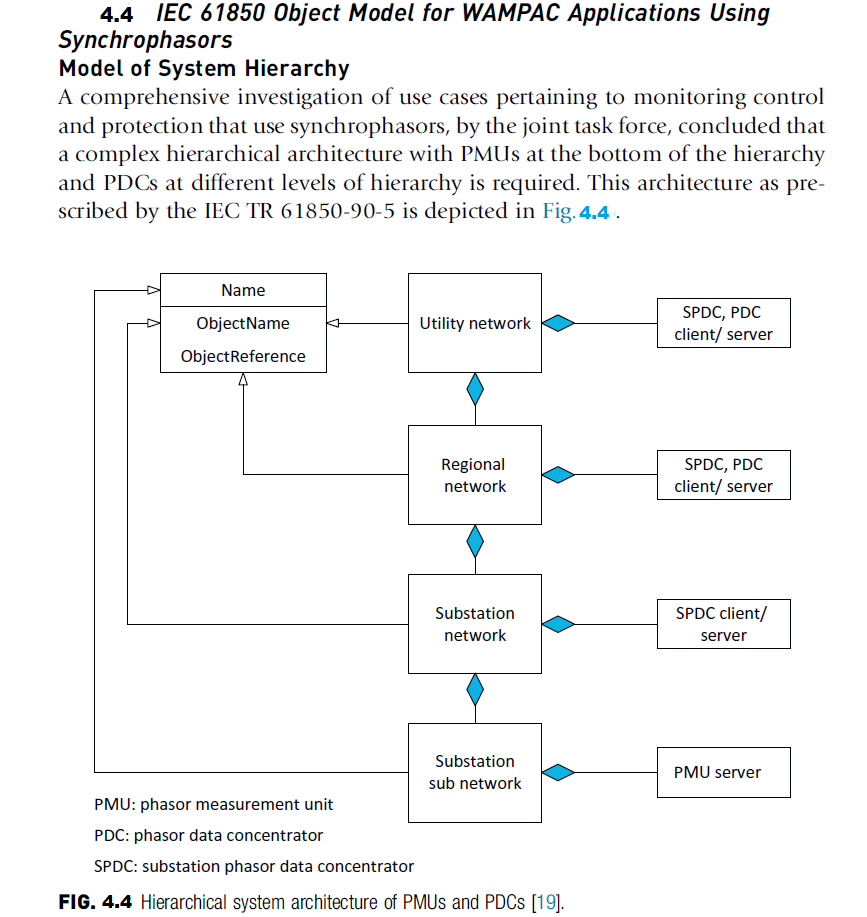 4.4 IEC 61850 Object Model for WAMPAC Applications Using
Synchrophasors
Model of System Hierarchy
A comprehensive investigation of use cases pertaining to monitoring control
and protection that use synchrophasors, by the joint task force, concluded that
a complex hierarchical architecture with PMUs at the bottom of the hierarchy
and PDCs at different levels of hierarchy is required. This architecture as pre-
scribed by the IEC TR 61850-90-5 is depicted in Fig. 4.4 .
Name
ObjectName
ObjectReference
Utility network
SPDC, PDC
client/ server
Regional
network
SPDC, PDC
client/ server
Substation
network
SPDC client/
server
Substation
sub network
PMU server
PMU: phasor measurement unit
PDC: phasor data concentrator
SPDC: substation phasor data concentrator
FIG. 4.4 Hierarchical system architecture of PMUs and PDCs [19].